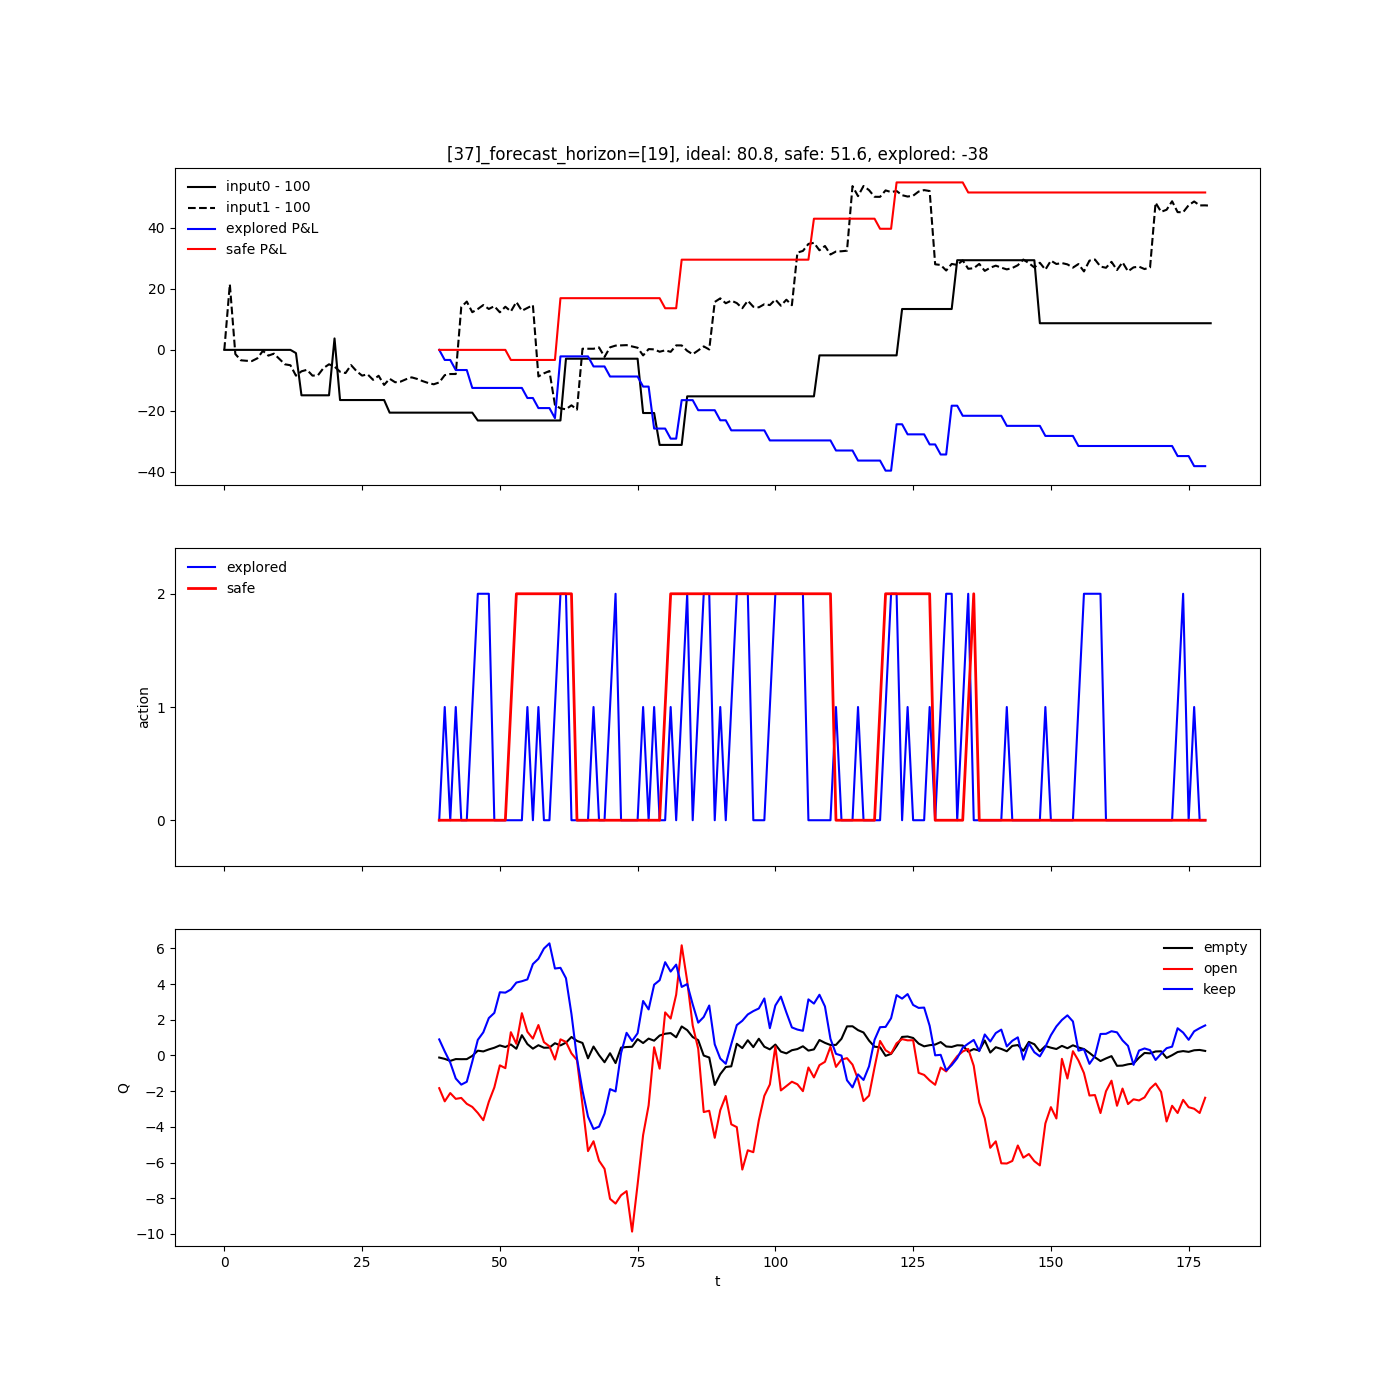 [37]_forecast_horizon=[19], ideal: 80.8, safe: 51.6, explored: -38
input0 - 100
input1 - 100
explored P&L
safe P&L
40
20
0
−20
−40
explored
safe
2
1
0
action
empty
open
keep
6
4
2
0
−2
−4
−6
−8
−10
Q
0 25 50 75 100 125 150 175
t